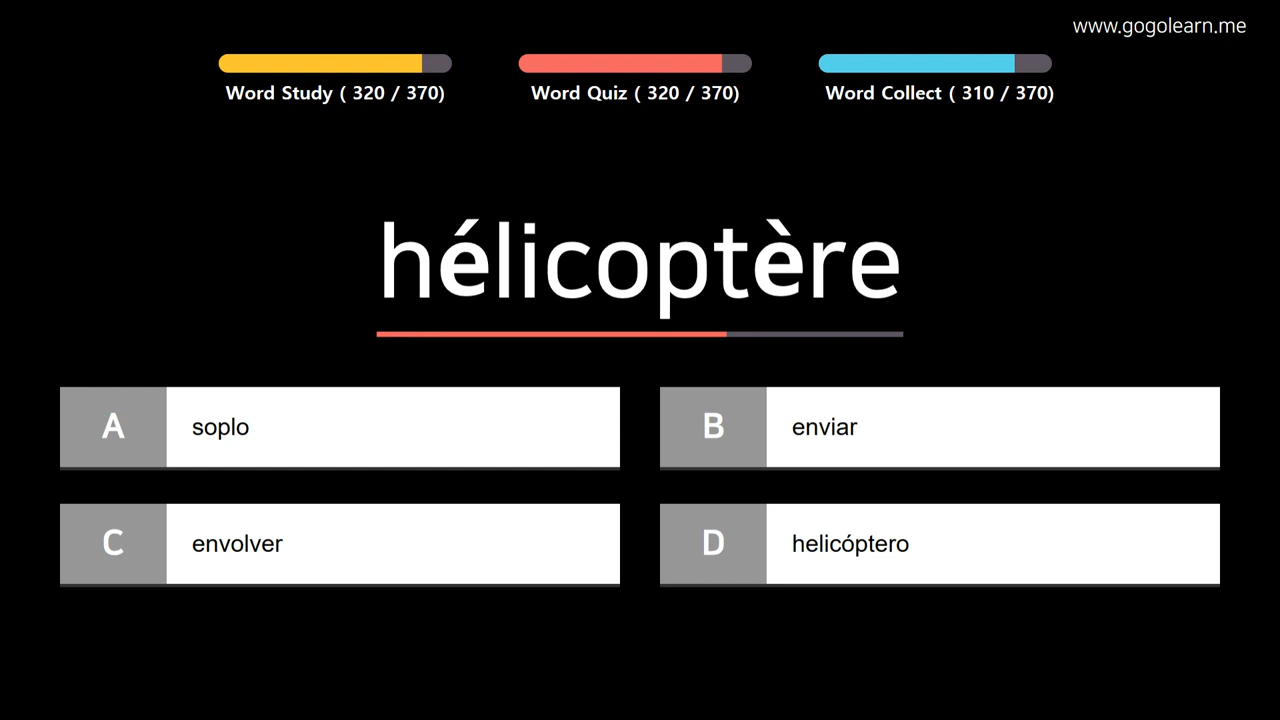 www.gogolearn.me
Word Study ( 320 / 370)
Word Quiz ( 320 / 370)
Word Collect ( 310 / 370)
hélicoptère
A soplo
B enviar
C envolver
D helicóptero